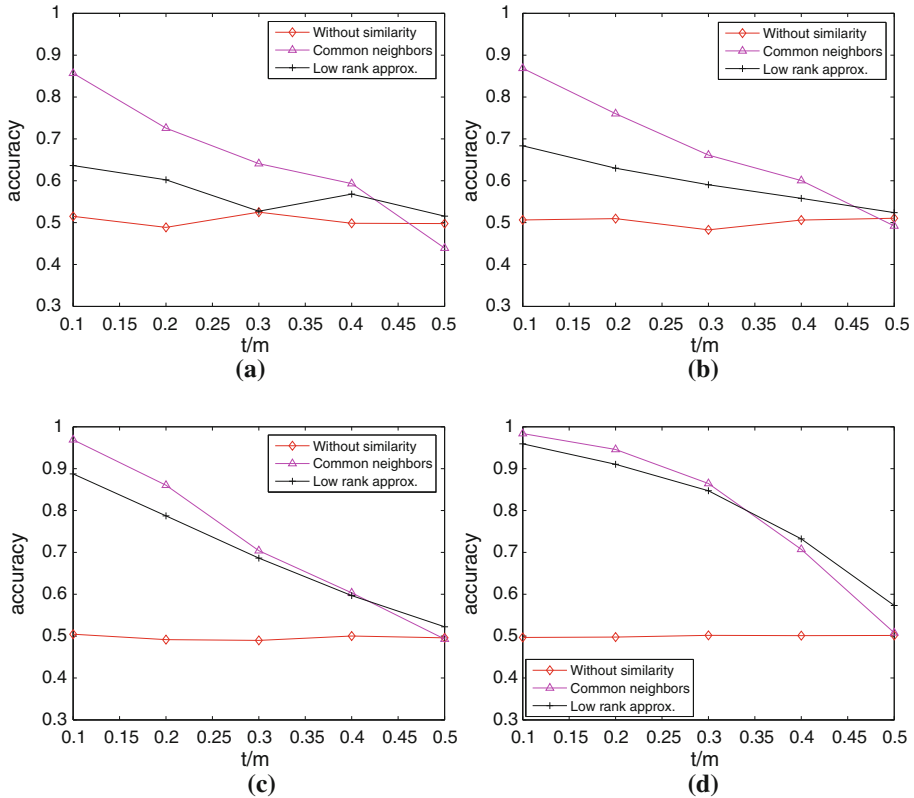 1
0.9
0.8
0.7
0.6
0.5
0.4
0.3
accuracy
Without similarity
Common neighbors
Low rank approx.
0.1 0.15 0.2 0.25 0.3 0.35 0.4 0.45 0.5
t/m
(a)
1
0.9
0.8
0.7
0.6
0.5
0.4
0.3
accuracy
Without similarity
Common neighbors
Low rank approx.
0.1 0.15 0.2 0.25 0.3 0.35 0.4 0.45 0.5
t/m
(b)
1
0.9
0.8
0.7
0.6
0.5
0.4
0.3
accuracy
Without similarity
Common neighbors
Low rank approx.
0.1 0.15 0.2 0.25 0.3 0.35 0.4 0.45 0.5
t/m
(c)
1
0.9
0.8
0.7
0.6
0.5
0.4
0.3
accuracy
Without similarity
Common neighbors
Low rank approx.
0.1 0.15 0.2 0.25 0.3 0.35 0.4 0.45 0.5
t/m
(d)